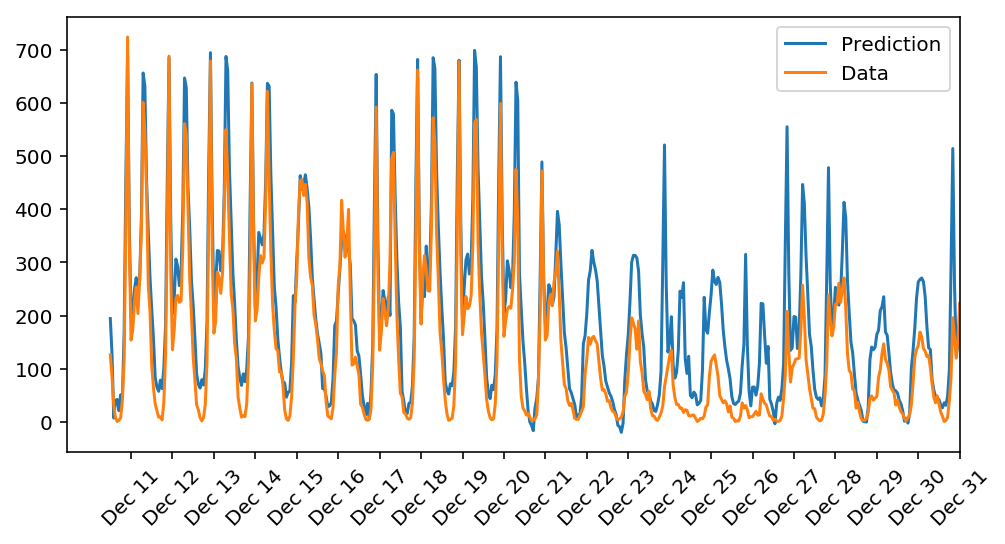 700
600
500
400
300
200
100
0
Prediction
Data
Dec 11
Dec 12
Dec 13
Dec 14
Dec 15
Dec 16
Dec 17
Dec 18
Dec 19
Dec 20
Dec 21
Dec 22
Dec 23
Dec 24
Dec 25
Dec 26
Dec 27
Dec 28
Dec 29
Dec 30
Dec 31